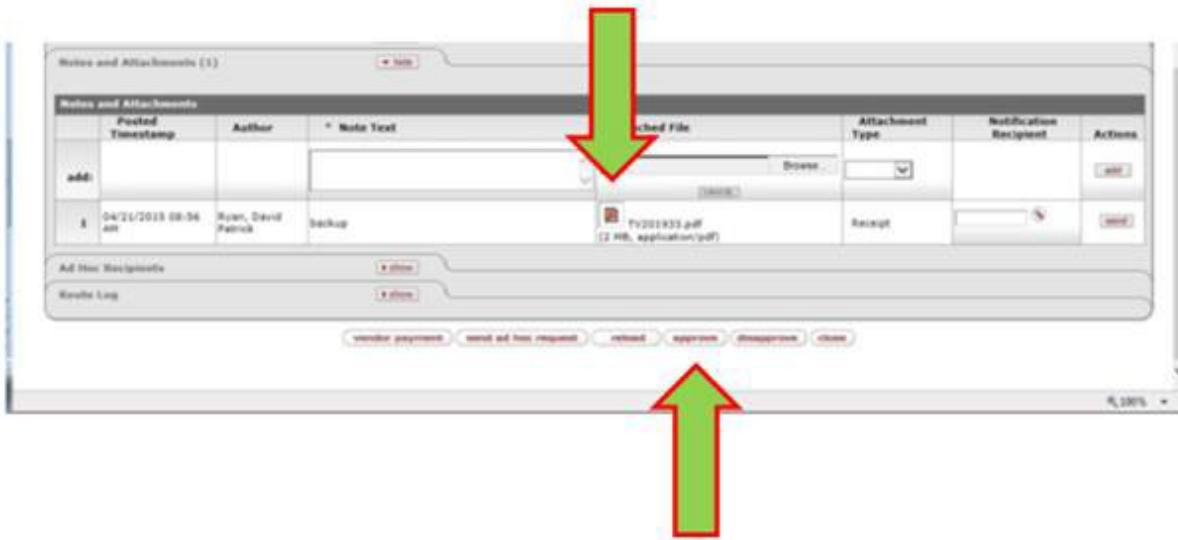 Notes and Attachments (1)
hide
Notes and Attachments
Posted Timestamp Author * Note Text ched File Attachment Type Notification Recipient Actions
add: Browse... cancel add
1 04/21/2015 08:56 AM Ryan, David Patrick backup TV201933.pdf (2 MB, application/pdf) Receipt send
Ad Hoc Recipients show
Route Log show
vendor payment send ad hoc request reload approve disapprove close
100%